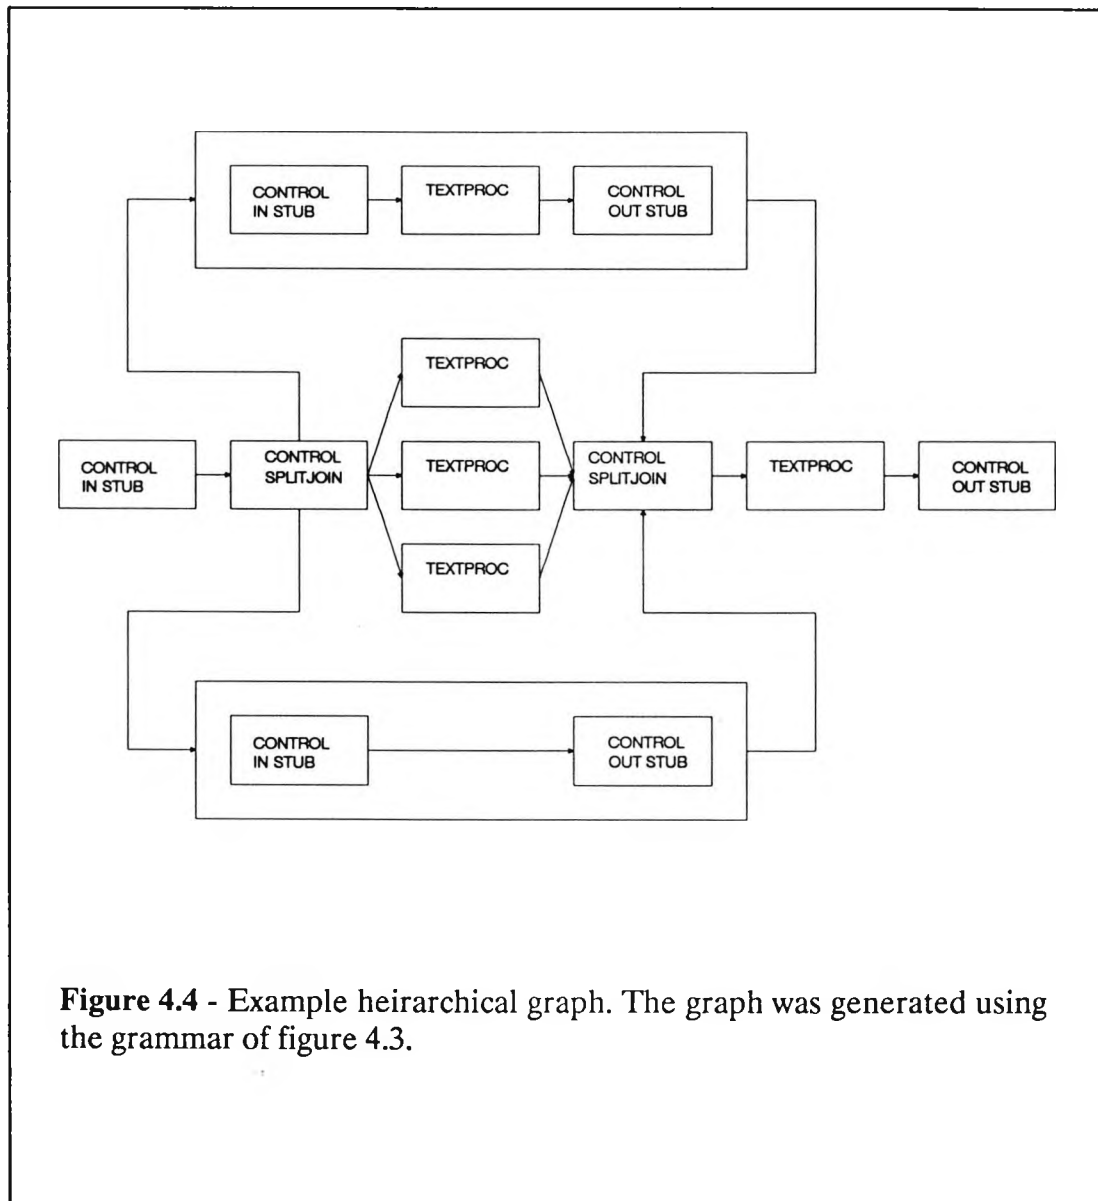 CONTROL
IN STUB
TEXTPROC
CONTROL
OUT STUB
TEXTPROC
CONTROL
IN STUB
CONTROL
SPLITJOIN
TEXTPROC
CONTROL
SPLITJOIN
TEXTPROC
CONTROL
OUT STUB
TEXTPROC
CONTROL
IN STUB
CONTROL
OUT STUB
Figure 4.4 - Example heirarchical graph. The graph was generated using
the grammar of figure 4.3.